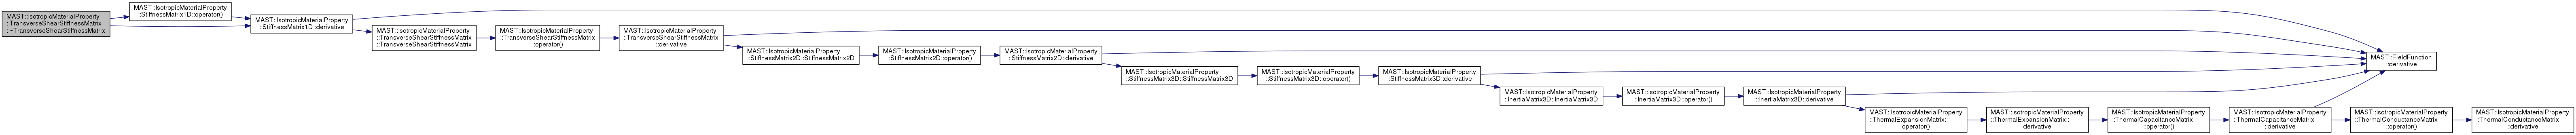 MAST::IsotropicMaterialProperty
::TransverseShearStiffnessMatrix
::~TransverseShearStiffnessMatrix
MAST::IsotropicMaterialProperty
::StiffnessMatrix1D::operator()
MAST::IsotropicMaterialProperty
::StiffnessMatrix1D::derivative
MAST::IsotropicMaterialProperty
::TransverseShearStiffnessMatrix
::TransverseShearStiffnessMatrix
MAST::IsotropicMaterialProperty
::TransverseShearStiffnessMatrix
::operator()
MAST::IsotropicMaterialProperty
::TransverseShearStiffnessMatrix
::derivative
MAST::IsotropicMaterialProperty
::StiffnessMatrix2D::StiffnessMatrix2D
MAST::IsotropicMaterialProperty
::StiffnessMatrix2D::operator()
MAST::IsotropicMaterialProperty
::StiffnessMatrix2D::derivative
MAST::IsotropicMaterialProperty
::StiffnessMatrix3D::StiffnessMatrix3D
MAST::IsotropicMaterialProperty
::StiffnessMatrix3D::operator()
MAST::IsotropicMaterialProperty
::StiffnessMatrix3D::derivative
MAST::IsotropicMaterialProperty
::InertiaMatrix3D::InertiaMatrix3D
MAST::IsotropicMaterialProperty
::InertiaMatrix3D::operator()
MAST::IsotropicMaterialProperty
::InertiaMatrix3D::derivative
MAST::IsotropicMaterialProperty
::ThermalExpansionMatrix::
operator()
MAST::IsotropicMaterialProperty
::ThermalExpansionMatrix::
derivative
MAST::IsotropicMaterialProperty
::ThermalCapacitanceMatrix
::operator()
MAST::IsotropicMaterialProperty
::ThermalCapacitanceMatrix
::derivative
MAST::FieldFunction
::derivative
MAST::IsotropicMaterialProperty
::ThermalConductanceMatrix
::operator()
MAST::IsotropicMaterialProperty
::ThermalConductanceMatrix
::derivative